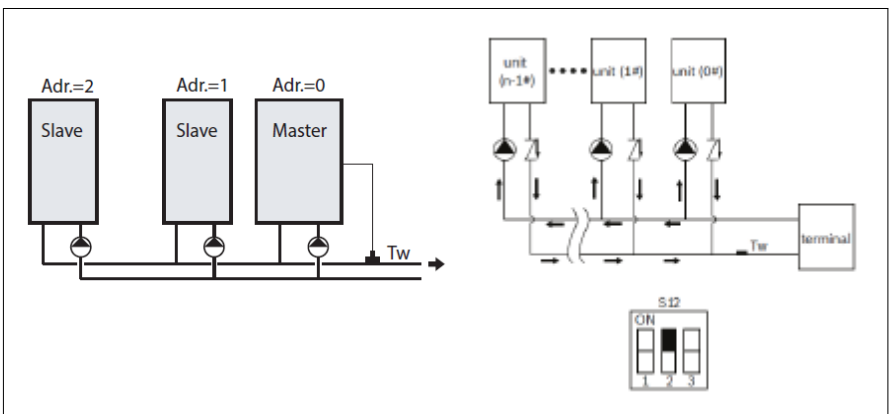 Adr.=2
Adr.=1
Adr.=0
Slave
Slave
Master
Tw
unit
(n-1#)
unit (1#)
unit (0#)
terminal
Tw
S12
ON
1 2 3